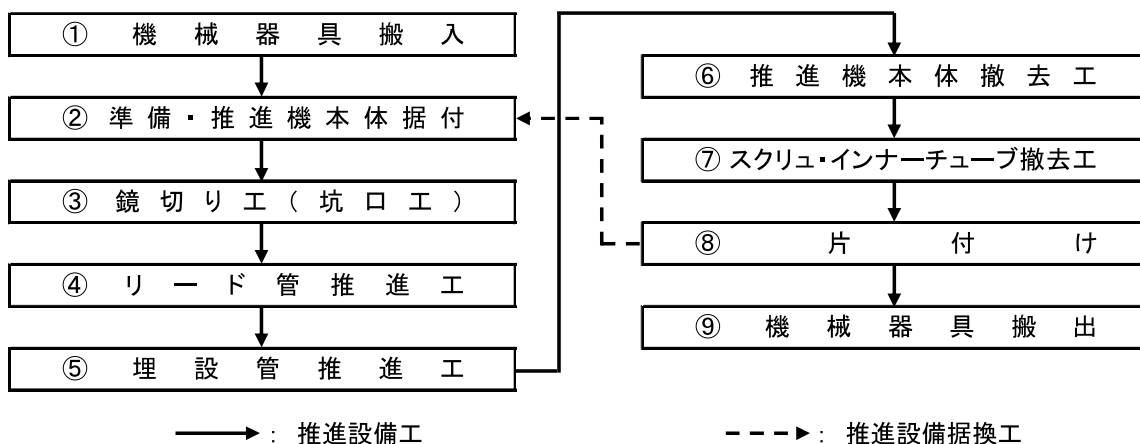 ① 機械器具搬入
② 準備・推進機本体据付
③ 鏡切り工(坑口工)
④ リード管推進工
⑤ 埋設管推進工
⑥ 推進機本体撤去工
⑦ スクリュ・インナーチューブ撤去工
⑧ 片付け
⑨ 機械器具搬出
: 推進設備工
: 推進設備据換工